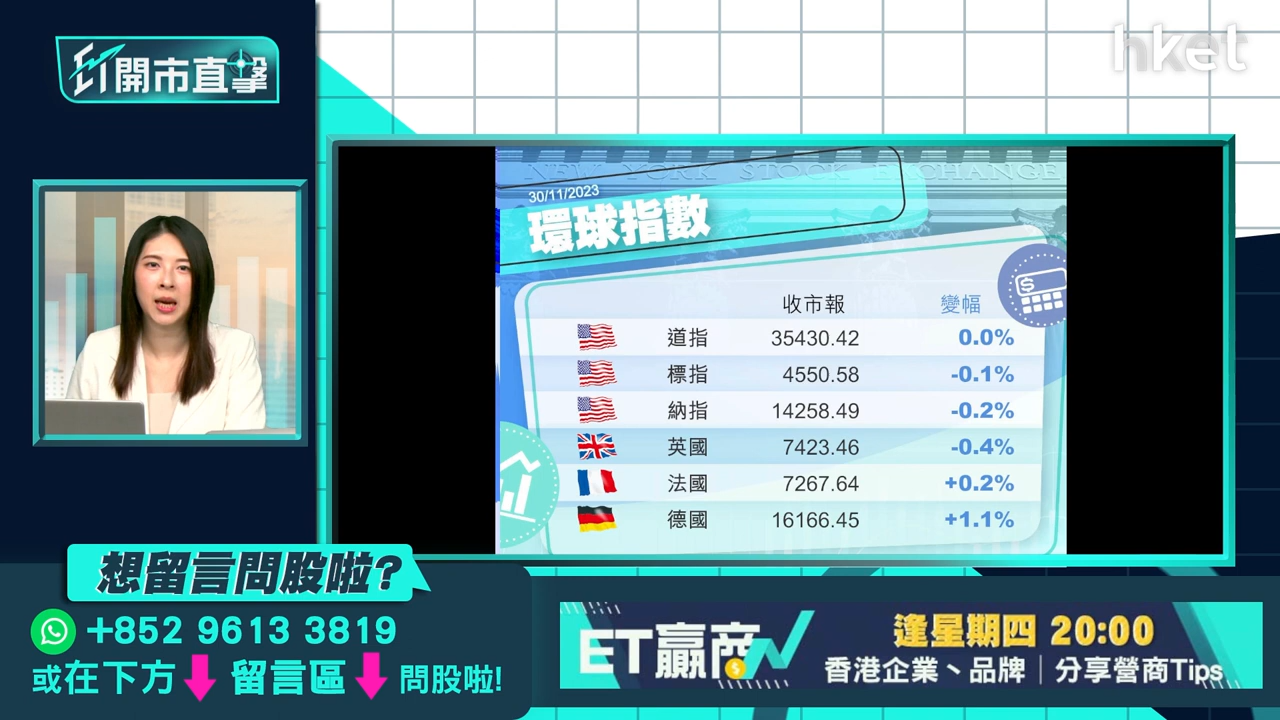 ET開市直擊
hket
NEW YORK STOCK EXCHANGE
30/11/2023
環球指數
收市報 變幅
道指 35430.42 0.0%
標指 4550.58 -0.1%
納指 14258.49 -0.2%
英國 7423.46 -0.4%
法國 7267.64 +0.2%
德國 16166.45 +1.1%
想留言問股啦?
+852 9613 3819
或在下方 留言區 問股啦!
ET贏商
逢星期四 20:00
香港企業、品牌｜分享營商Tips